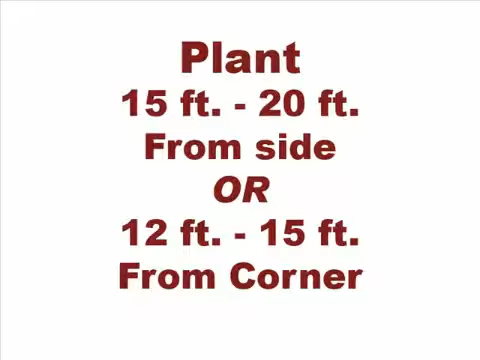 Plant
15 ft. - 20 ft.
From side
OR
12 ft. - 15 ft.
From Corner